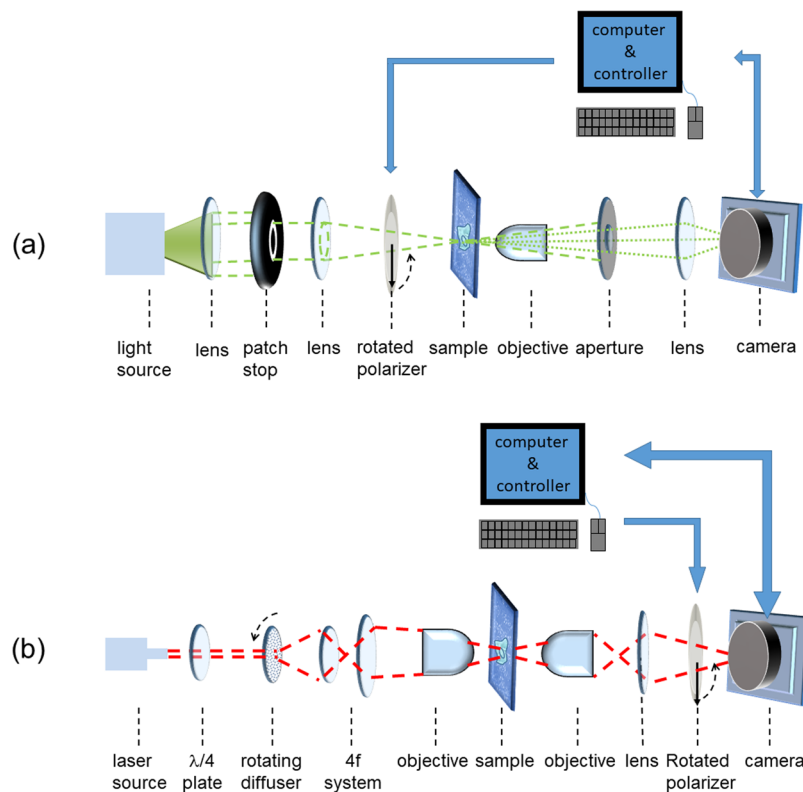 computer
&
controller
(a)
light
source
lens
patch
stop
lens
rotated
polarizer
sample
objective
aperture
lens
camera
computer
&
controller
(b)
laser
source
λ/4
plate
rotating
diffuser
4f
system
objective
sample
objective
lens
Rotated
polarizer
camera